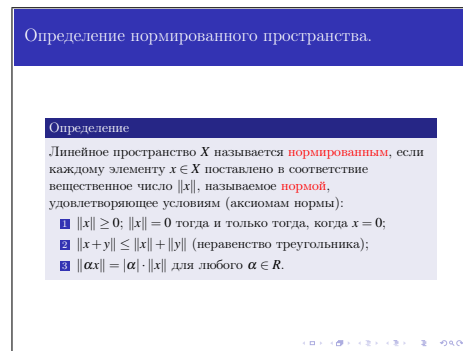 Определение нормированного пространства.
Определение
Линейное пространство X называется нормированным, если
каждому элементу x ∈ X поставлено в соответствие
вещественное число ‖x‖, называемое нормой,
удовлетворяющее условиям (аксиомам нормы):
1 ‖x‖ ≥ 0; ‖x‖ = 0 тогда и только тогда, когда x = 0;
2 ‖x+y‖ ≤ ‖x‖+‖y‖ (неравенство треугольника);
3 ‖αx‖ = |α| · ‖x‖ для любого α ∈ R.